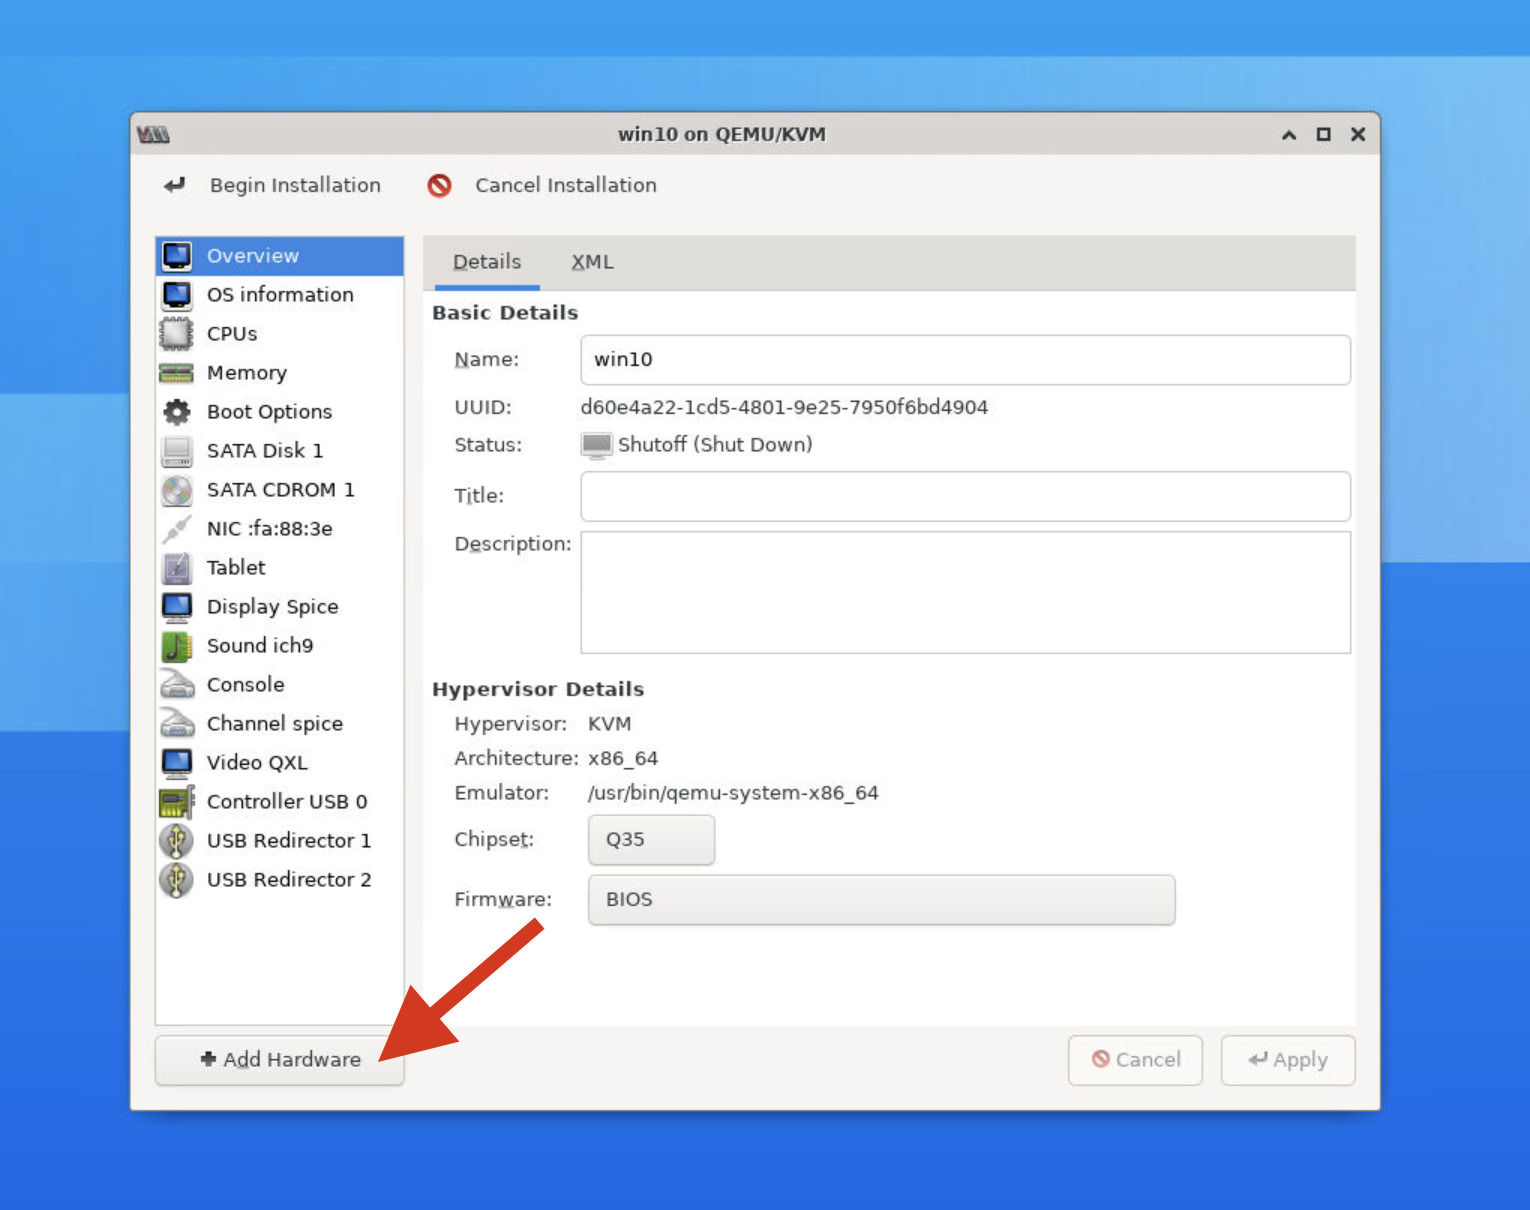 win10 on QEMU/KVM
Begin Installation
Cancel Installation
Overview
OS information
CPUs
Memory
Boot Options
SATA Disk 1
SATA CDROM 1
NIC :fa:88:3e
Tablet
Display Spice
Sound ich9
Console
Channel spice
Video QXL
Controller USB 0
USB Redirector 1
USB Redirector 2
Add Hardware
Details XML
Basic Details
Name: win10
UUID: d60e4a22-1cd5-4801-9e25-7950f6bd4904
Status: Shutoff (Shut Down)
Title:
Description:
Hypervisor Details
Hypervisor: KVM
Architecture: x86_64
Emulator: /usr/bin/qemu-system-x86_64
Chipset: Q35
Firmware: BIOS
Cancel
Apply